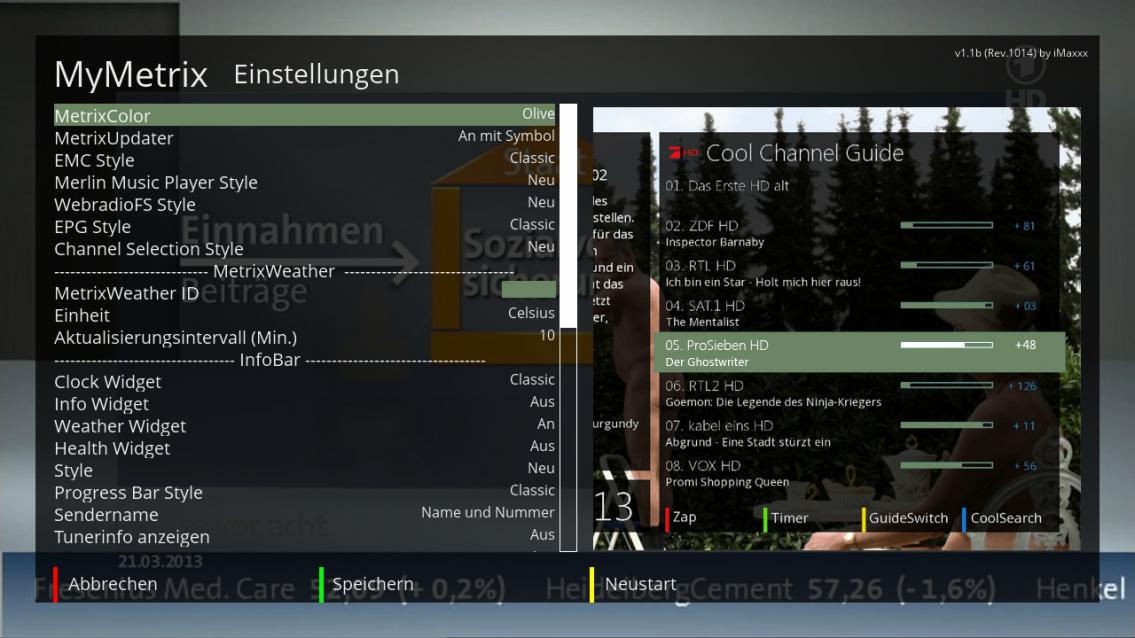 v1.1b (Rev.1014) by iMaxxx
MyMetrix Einstellungen
HD
MetrixColor Olive
MetrixUpdater An mit Symbol
EMC Style Classic
Merlin Music Player Style Neu
WebradioFS Style Neu
EPG Style Classic
Channel Selection Style Neu
----------------------------- MetrixWeather --------------------------------
MetrixWeather ID
Einheit Celsius
Aktualisierungsintervall (Min.) 10
---------------------------------- InfoBar ----------------------------------
Clock Widget Classic
Info Widget Aus
Weather Widget An
Health Widget Aus
Style Neu
Progress Bar Style Classic
Sendername Name und Nummer
Tunerinfo anzeigen Aus
Einnahmen
Beiträge
HD Cool Channel Guide
01. Das Erste HD alt
02. ZDF HD + 81
Inspector Barnaby
03. RTL HD + 61
Ich bin ein Star - Holt mich hier raus!
04. SAT.1 HD + 03
The Mentalist
05. ProSieben HD +48
Der Ghostwriter
06. RTL2 HD + 126
Goemon: Die Legende des Ninja-Kriegers
07. kabel eins HD + 11
Abgrund - Eine Stadt stürzt ein
08. VOX HD + 56
Promi Shopping Queen
02
stellen.
für das
und ein
t das
etzt
er,
urgundy
13
Zap Timer GuideSwitch CoolSearch
vor acht.
21.03.2013
Abbrechen Speichern Neustart
Fresenius Med. Care (+ 0,2%) HeidelbergCement 57,26 (- 1,6%) Henkel